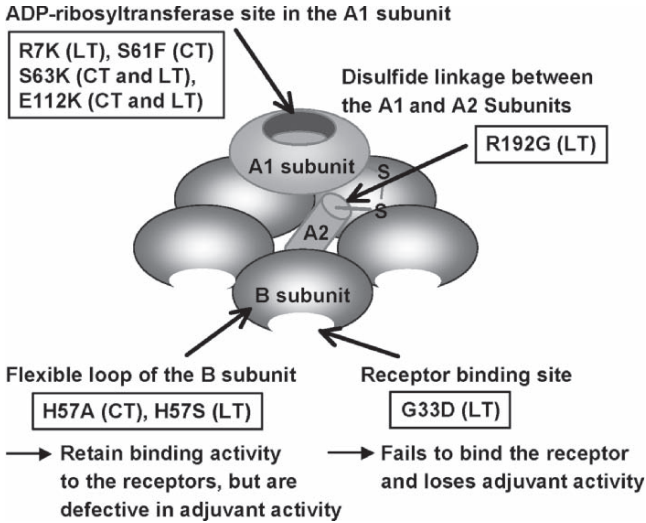 ADP-ribosyltransferase site in the A1 subunit
R7K (LT), S61F (CT)
S63K (CT and LT),
E112K (CT and LT)
Disulfide linkage between
the A1 and A2 Subunits
R192G (LT)
A1 subunit
S
S
A2
B subunit
Flexible loop of the B subunit
H57A (CT), H57S (LT)
Retain binding activity
to the receptors, but are
defective in adjuvant activity
Receptor binding site
G33D (LT)
Fails to bind the receptor
and loses adjuvant activity